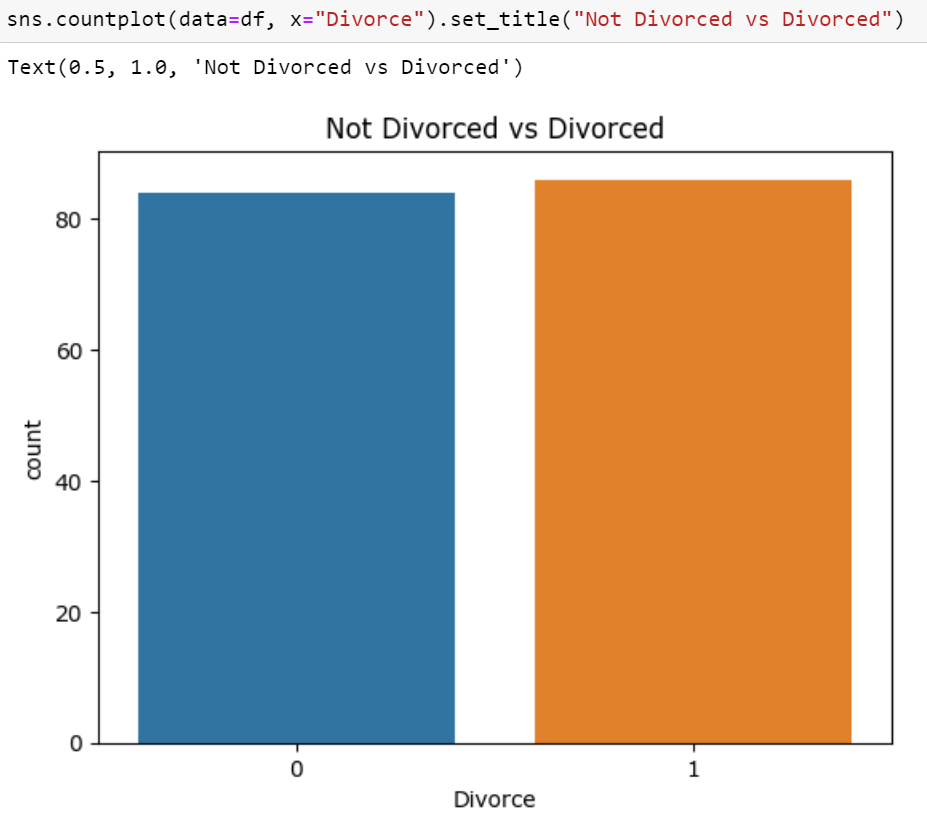 sns.countplot(data=df, x="Divorce").set_title("Not Divorced vs Divorced")
Text(0.5, 1.0, 'Not Divorced vs Divorced')
Not Divorced vs Divorced
80
60
40
20
0
count
0 1
Divorce